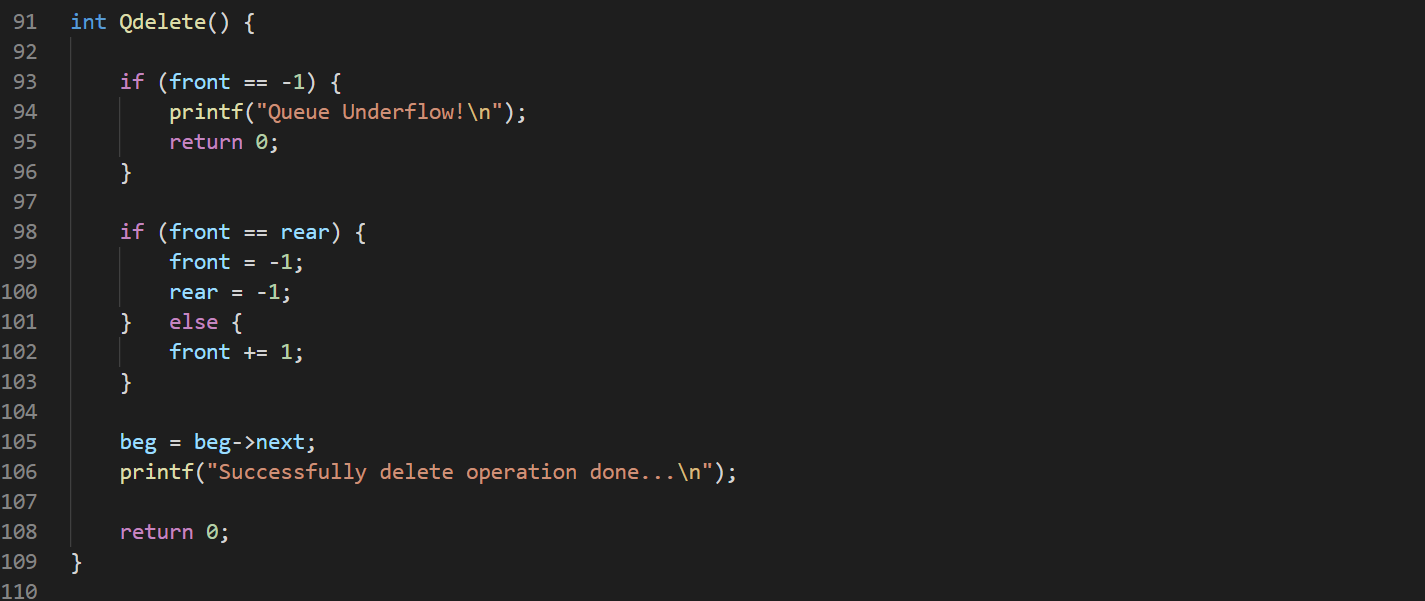 91 int Qdelete() {
92
93     if (front == -1) {
94         printf("Queue Underflow!\n");
95         return 0;
96     }
97
98     if (front == rear) {
99         front = -1;
100         rear = -1;
101     }   else {
102         front += 1;
103     }
104
105     beg = beg->next;
106     printf("Successfully delete operation done...\n");
107
108     return 0;
109 }
110